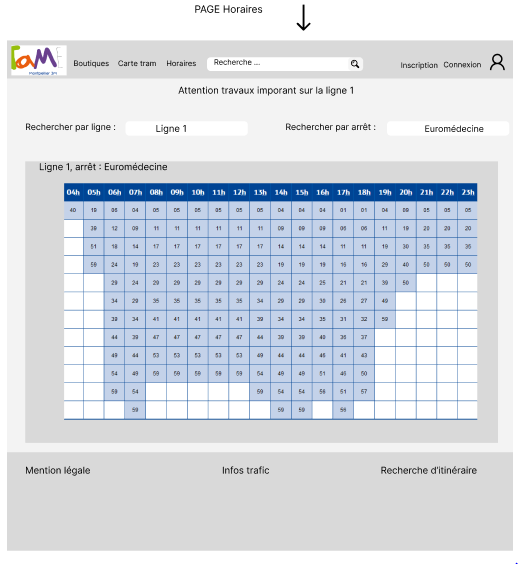 PAGE Horaires
TaM
Montpellier 3M
Boutiques Carte tram Horaires Recherche ... Inscription Connexion
Attention travaux imporant sur la ligne 1
Rechercher par ligne : Ligne 1 Rechercher par arrêt : Euromédecine
Ligne 1, arrêt : Euromédecine
04h 05h 06h 07h 08h 09h 10h 11h 12h 13h 14h 15h 16h 17h 18h 19h 20h 21h 22h 23h
40 19 06 04 05 05 05 05 05 05 04 04 04 01 01 04 09 05 05 05
39 12 09 11 11 11 11 11 11 09 09 09 06 06 11 19 20 20 20
51 18 14 17 17 17 17 17 17 14 14 14 11 11 19 30 35 35 35
59 24 19 23 23 23 23 23 23 19 19 19 16 16 29 40 50 50 50
29 24 29 29 29 29 29 29 24 24 25 21 21 39 50
34 29 35 35 35 35 35 34 29 29 30 26 27 49
39 34 41 41 41 41 41 39 34 34 35 31 32 59
44 39 47 47 47 47 47 44 39 39 40 36 37
49 44 53 53 53 53 49 49 44 44 46 41 43
54 49 59 59 59 59 59 54 49 49 51 46 50
59 54 59 54 54 56 51 57
59 59 59 56
Mention légale Infos trafic Recherche d'itinéraire